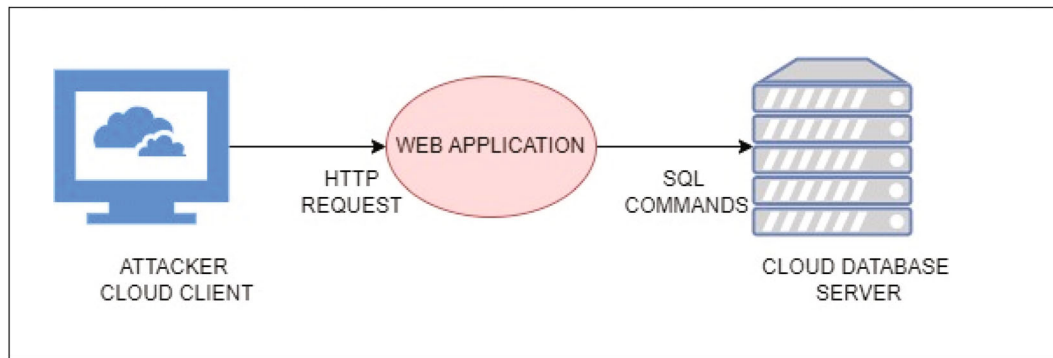 WEB APPLICATION
HTTP
REQUEST
SQL
COMMANDS
ATTACKER
CLOUD CLIENT
CLOUD DATABASE
SERVER